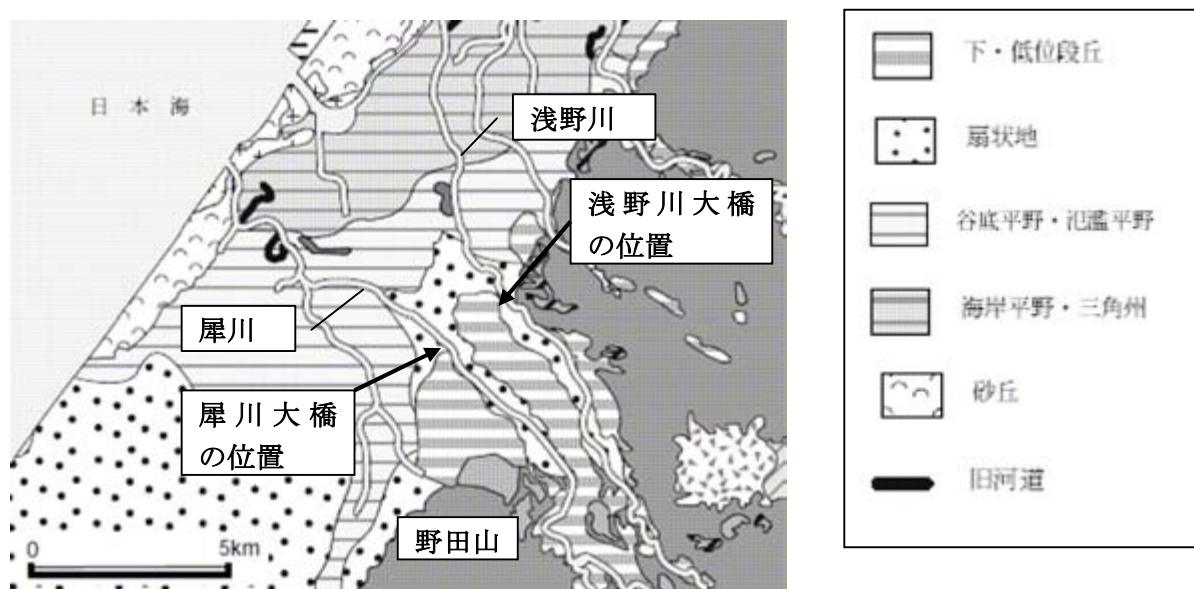 日本海
浅野川
浅野川大橋
の位置
犀川
犀川大橋
の位置
野田山
0 5km
下・低位段丘
扇状地
谷底平野・氾濫平野
海岸平野・三角州
砂丘
旧河道